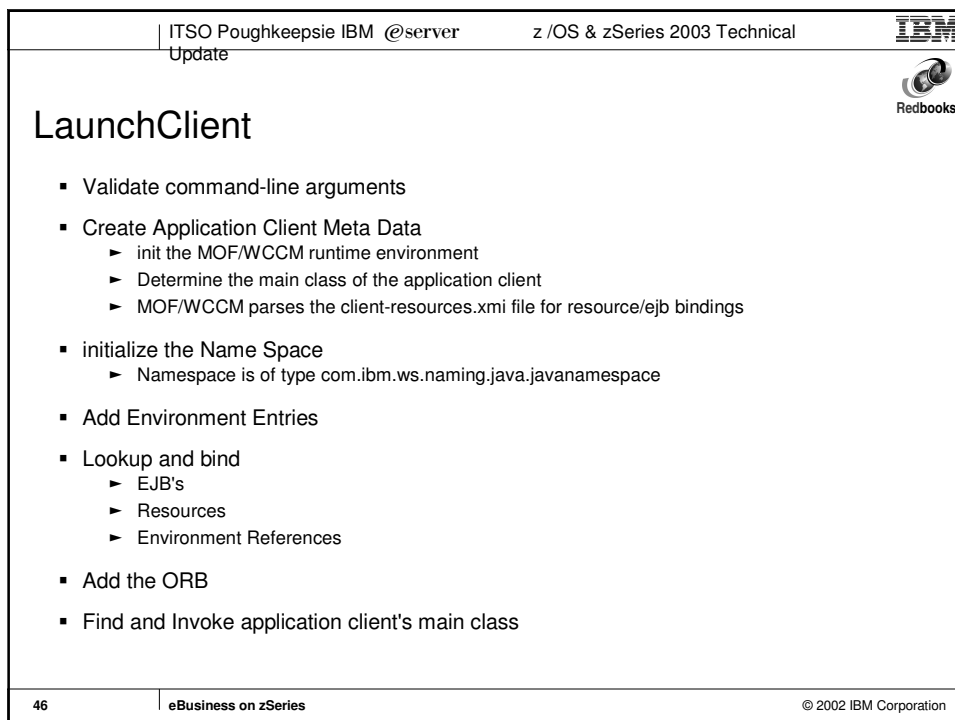 ITSO Poughkeepsie IBM @server z /OS & zSeries 2003 Technical
Update
IBM
Redbooks
LaunchClient
▪ Validate command-line arguments
▪ Create Application Client Meta Data
► init the MOF/WCCM runtime environment
► Determine the main class of the application client
► MOF/WCCM parses the client-resources.xmi file for resource/ejb bindings
▪ initialize the Name Space
► Namespace is of type com.ibm.ws.naming.java.javanamespace
▪ Add Environment Entries
▪ Lookup and bind
► EJB's
► Resources
► Environment References
▪ Add the ORB
▪ Find and Invoke application client's main class
46 eBusiness on zSeries © 2002 IBM Corporation